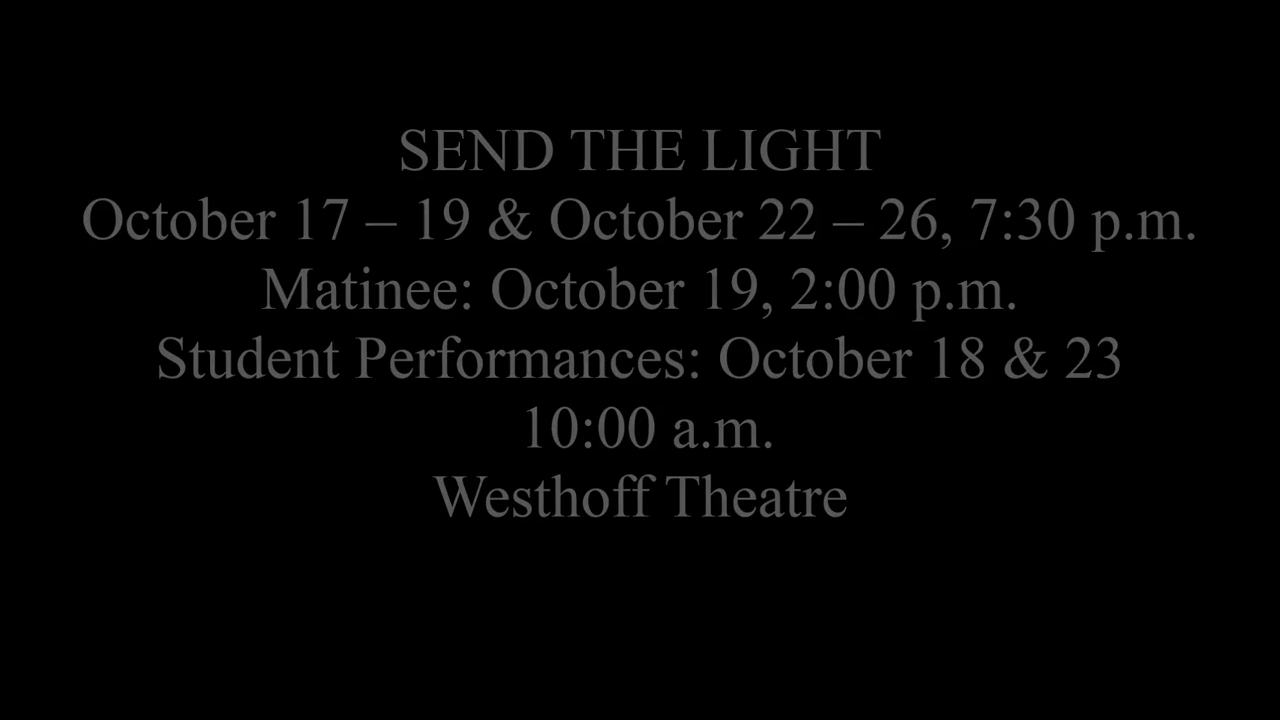 SEND THE LIGHT
October 17 – 19 & October 22 – 26, 7:30 p.m.
Matinee: October 19, 2:00 p.m.
Student Performances: October 18 & 23
10:00 a.m.
Westhoff Theatre